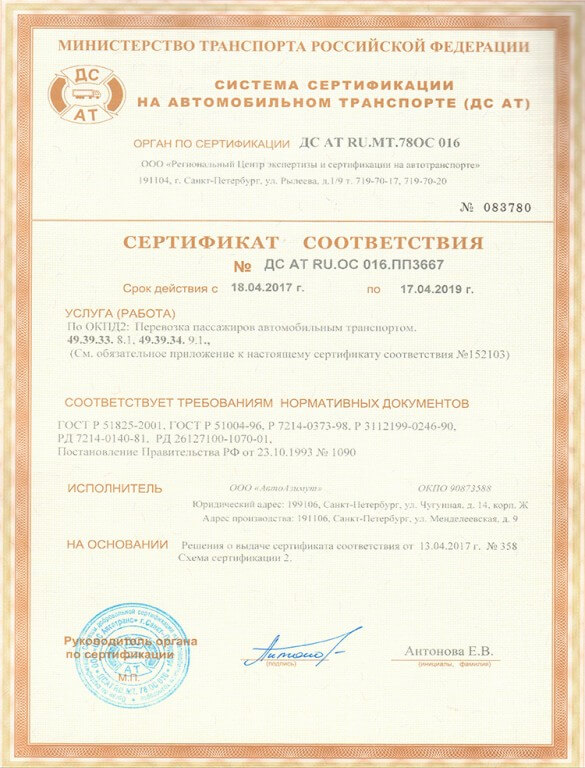 МИНИСТЕРСТВО ТРАНСПОРТА РОССИЙСКОЙ ФЕДЕРАЦИИ
ДС
АТ
СИСТЕМА СЕРТИФИКАЦИИ
НА АВТОМОБИЛЬНОМ ТРАНСПОРТЕ (ДС АТ)
ОРГАН ПО СЕРТИФИКАЦИИ ДС АТ RU.МТ.78ОС 016
ООО «Региональный Центр экспертизы и сертификации на автотранспорте»
191104, г. Санкт-Петербург, ул. Рылеева, д.1/9 т. 719-70-17, 719-70-20
№ 083780
СЕРТИФИКАТ СООТВЕТСТВИЯ
№ ДС АТ RU.ОС 016.ПП3667
Срок действия с 18.04.2017 г. по 17.04.2019 г.
УСЛУГА (РАБОТА)
По ОКПД2: Перевозка пассажиров автомобильным транспортом.
49.39.33. 8.1, 49.39.34. 9.1.,
(См. обязательное приложение к настоящему сертификату соответствия №152103)
СООТВЕТСТВУЕТ ТРЕБОВАНИЯМ НОРМАТИВНЫХ ДОКУМЕНТОВ
ГОСТ Р 51825-2001, ГОСТ Р 51004-96, Р 7214-0373-98, Р 3112199-0246-90,
РД 7214-0140-81, РД 26127100-1070-01,
Постановление Правительства РФ от 23.10.1993 № 1090
ИСПОЛНИТЕЛЬ ООО «АвтоАзимут» ОКПО 90873588
Юридический адрес: 199106, Санкт-Петербург, ул. Чугунная, д. 14, корп. Ж
Адрес производства: 191106, Санкт-Петербург, ул. Менделеевская, д. 9
НА ОСНОВАНИИ Решения о выдаче сертификата соответствия от 13.04.2017 г. № 358
Схема сертификации 2.
Руководитель органа
по сертификации
АТ
М.П.
(подпись)
Антонова Е.В.
(инициалы, фамилия)